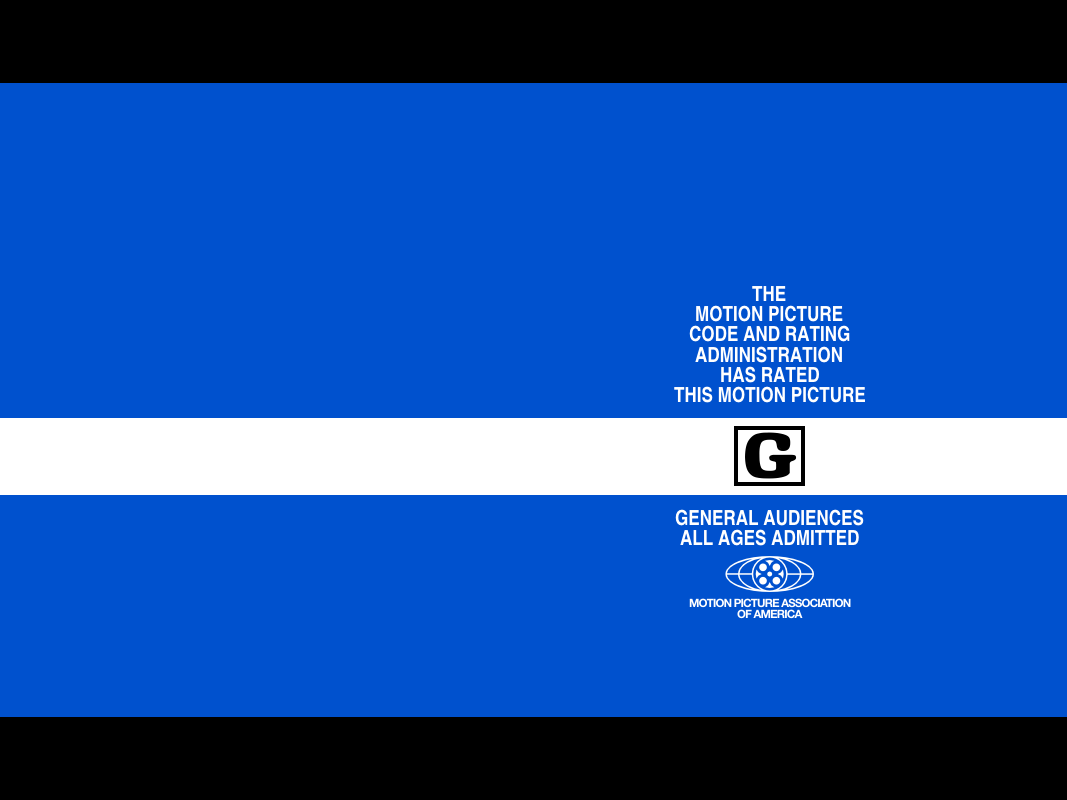 THE
MOTION PICTURE
CODE AND RATING
ADMINISTRATION
HAS RATED
THIS MOTION PICTURE
G
GENERAL AUDIENCES
ALL AGES ADMITTED
MOTION PICTURE ASSOCIATION
OF AMERICA